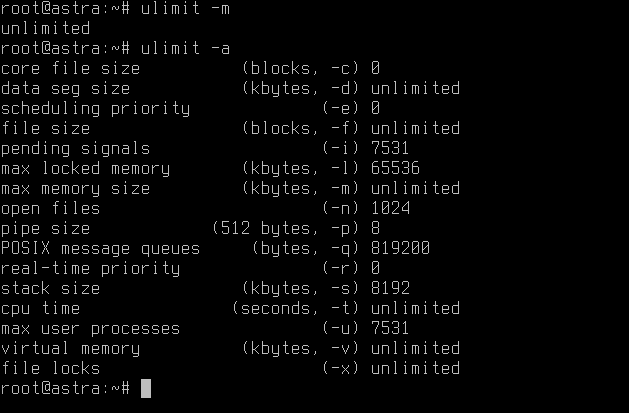 root@astra:~# ulimit -m
unlimited
root@astra:~# ulimit -a
core file size          (blocks, -c) 0
data seg size           (kbytes, -d) unlimited
scheduling priority             (-e) 0
file size               (blocks, -f) unlimited
pending signals                 (-i) 7531
max locked memory       (kbytes, -l) 65536
max memory size         (kbytes, -m) unlimited
open files                      (-n) 1024
pipe size            (512 bytes, -p) 8
POSIX message queues     (bytes, -q) 819200
real-time priority              (-r) 0
stack size              (kbytes, -s) 8192
cpu time               (seconds, -t) unlimited
max user processes              (-u) 7531
virtual memory          (kbytes, -v) unlimited
file locks                      (-x) unlimited
root@astra:~#